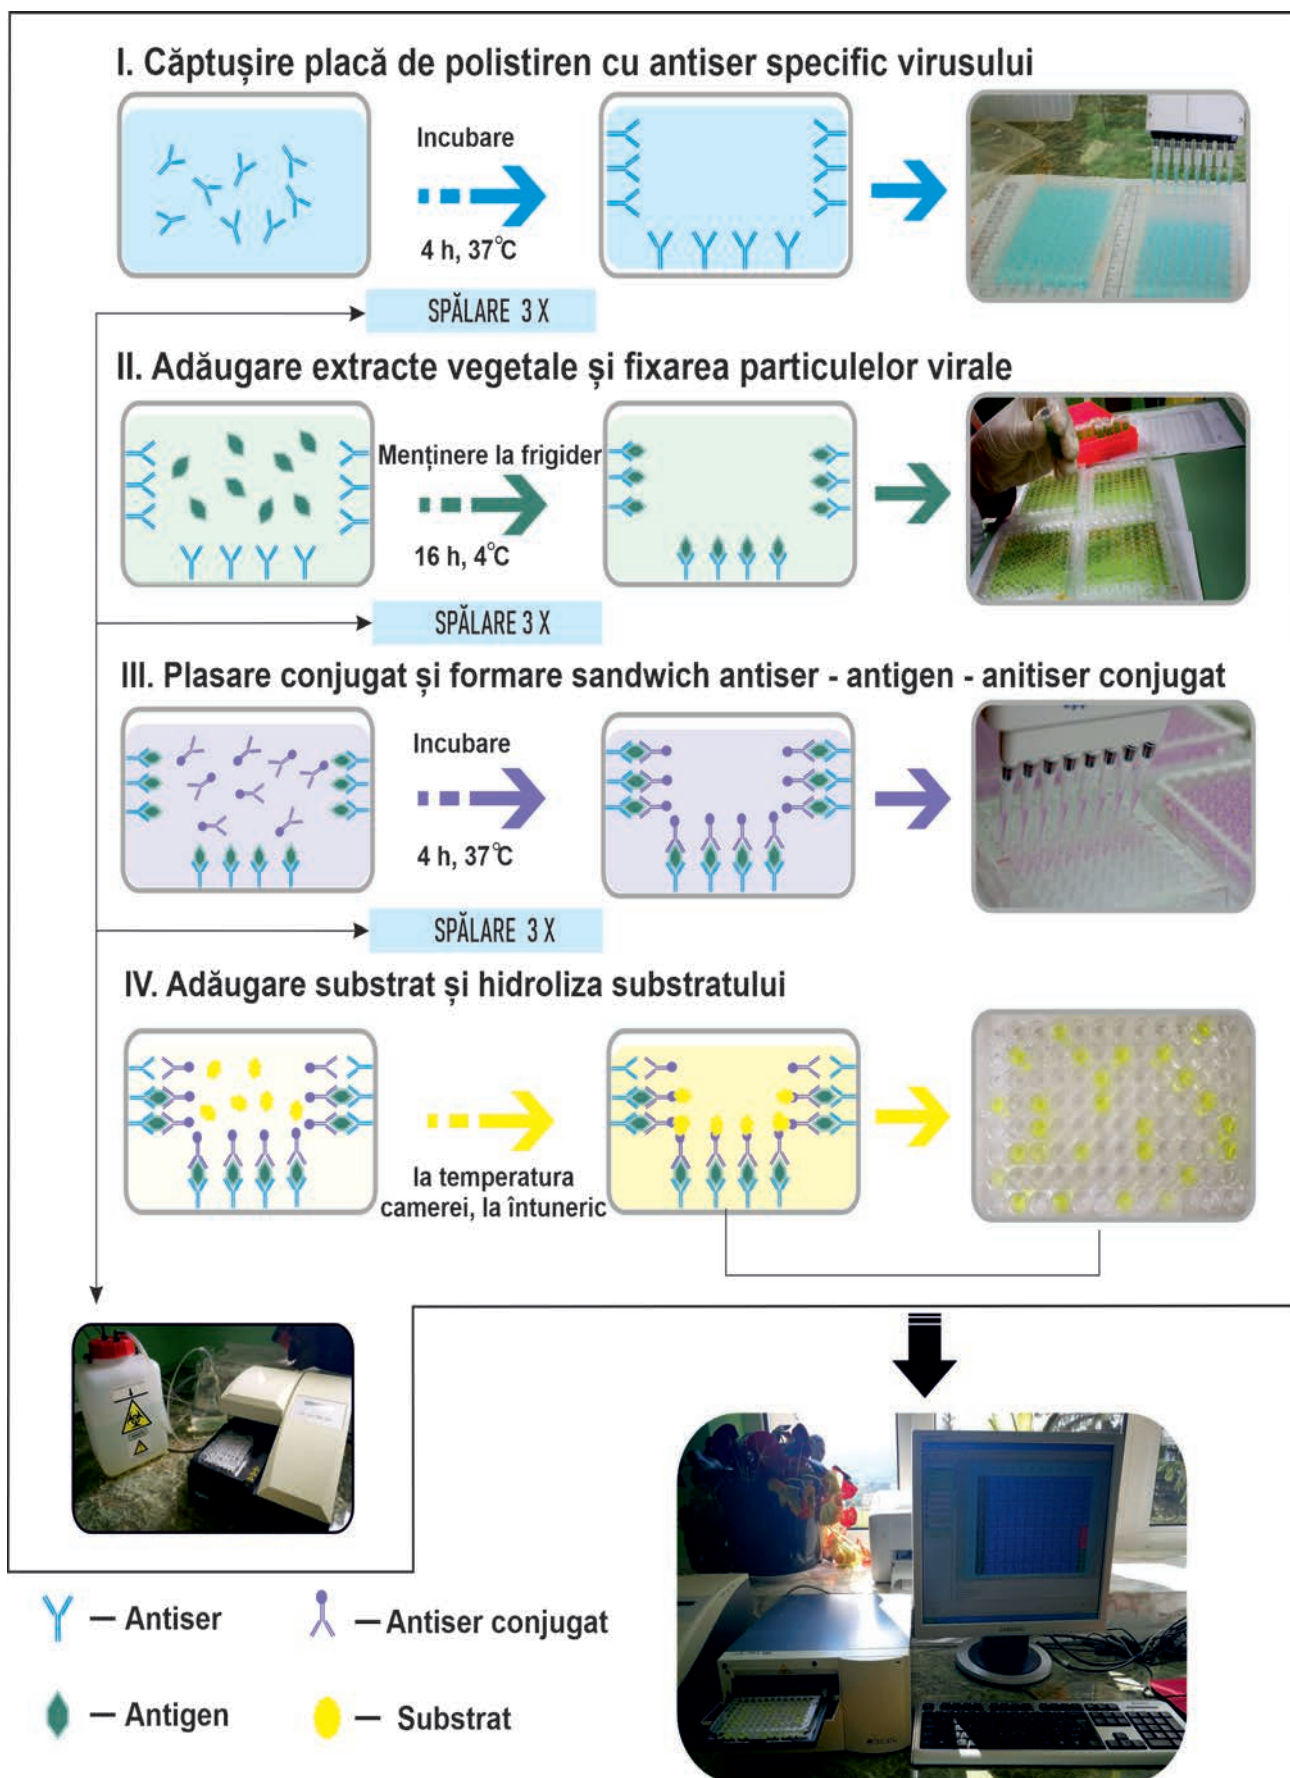 I. Căptușire placă de polistiren cu antiser specific virusului
Incubare
4 h, 37°C
SPĂLARE 3 X
II. Adăugare extracte vegetale și fixarea particulelor virale
Menținere la frigider
16 h, 4°C
SPĂLARE 3 X
III. Plasare conjugat și formare sandwich antiser - antigen - anitiser conjugat
Incubare
4 h, 37°C
SPĂLARE 3 X
IV. Adăugare substrat și hidroliza substratului
la temperatura
camerei, la întuneric
— Antiser
— Antiser conjugat
— Antigen
— Substrat